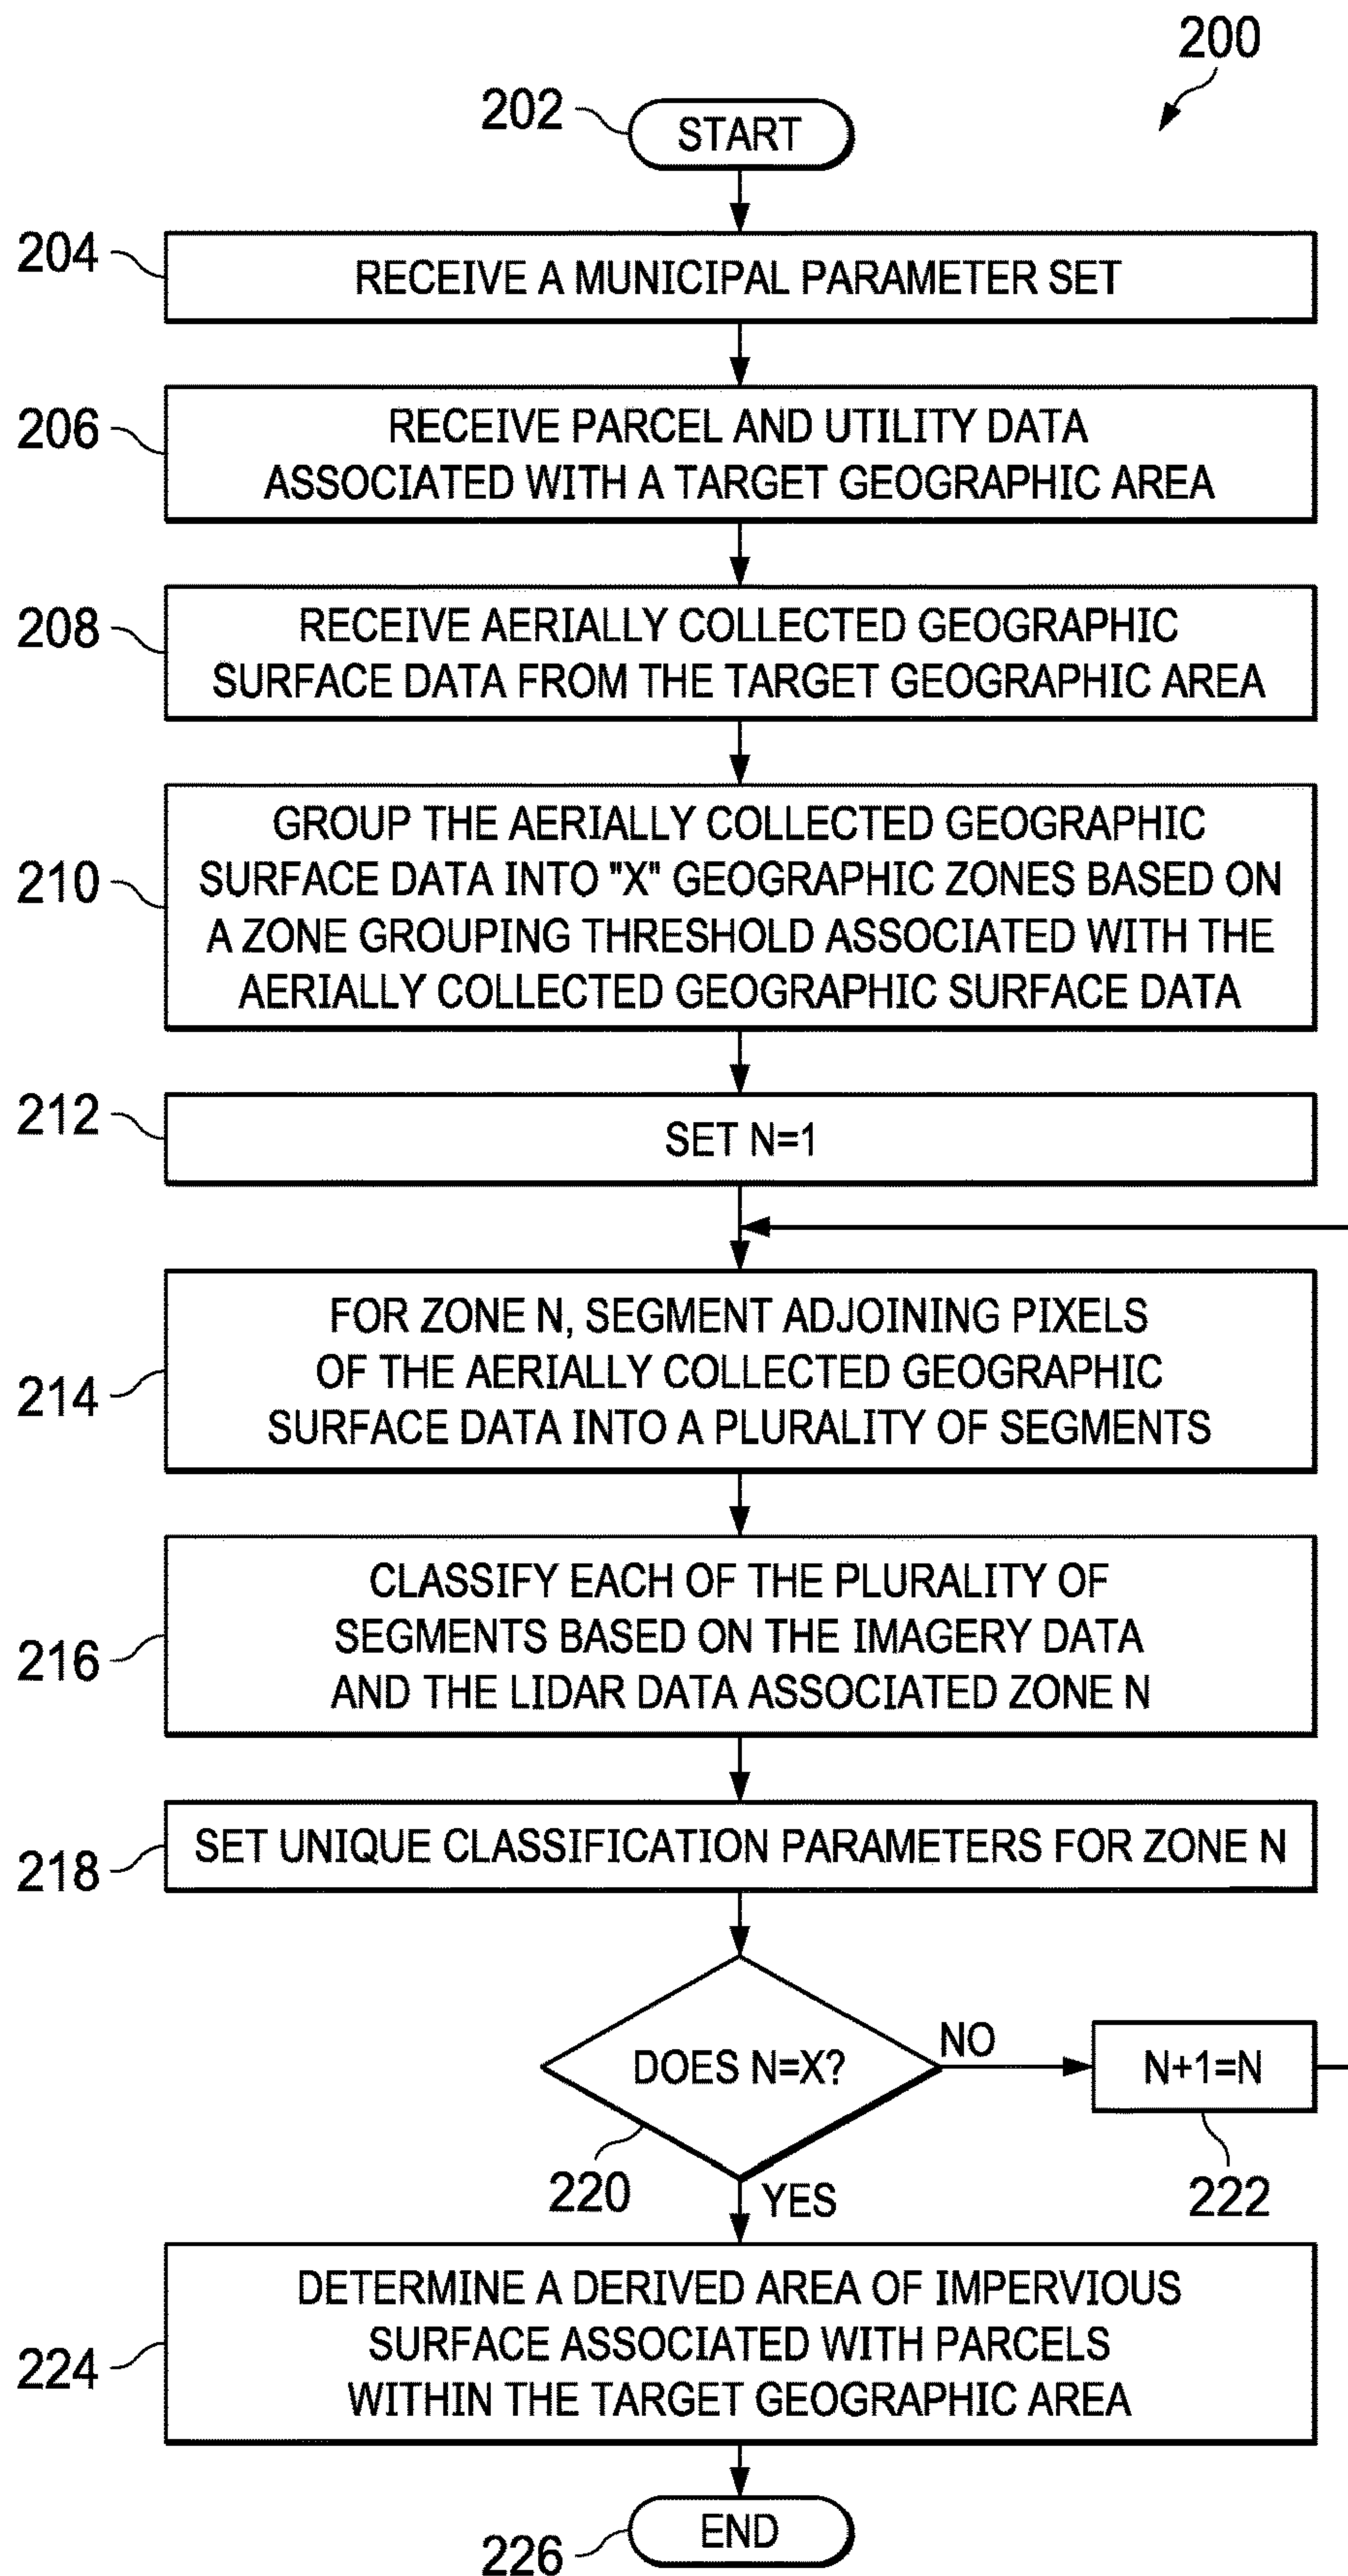 200
202
START
204
RECEIVE A MUNICIPAL PARAMETER SET
206
RECEIVE PARCEL AND UTILITY DATA
ASSOCIATED WITH A TARGET GEOGRAPHIC AREA
208
RECEIVE AERIALLY COLLECTED GEOGRAPHIC
SURFACE DATA FROM THE TARGET GEOGRAPHIC AREA
210
GROUP THE AERIALLY COLLECTED GEOGRAPHIC
SURFACE DATA INTO "X" GEOGRAPHIC ZONES BASED ON
A ZONE GROUPING THRESHOLD ASSOCIATED WITH THE
AERIALLY COLLECTED GEOGRAPHIC SURFACE DATA
212
SET N=1
214
FOR ZONE N, SEGMENT ADJOINING PIXELS
OF THE AERIALLY COLLECTED GEOGRAPHIC
SURFACE DATA INTO A PLURALITY OF SEGMENTS
216
CLASSIFY EACH OF THE PLURALITY OF
SEGMENTS BASED ON THE IMAGERY DATA
AND THE LIDAR DATA ASSOCIATED ZONE N
218
SET UNIQUE CLASSIFICATION PARAMETERS FOR ZONE N
DOES N=X?
NO
N+1=N
220
YES
222
224
DETERMINE A DERIVED AREA OF IMPERVIOUS
SURFACE ASSOCIATED WITH PARCELS
WITHIN THE TARGET GEOGRAPHIC AREA
226
END